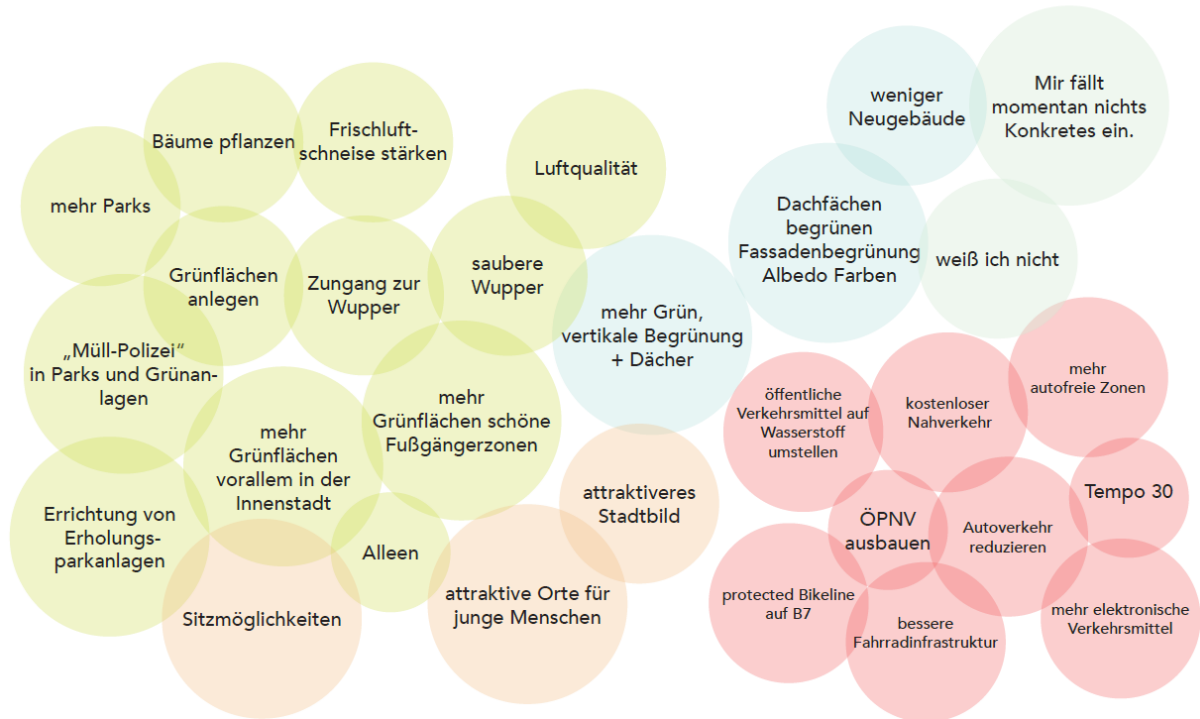 Bäume pflanzen
Frischluft-
schneise stärken
mehr Parks
Luftqualität
Grünflächen
anlegen
Zungang zur
Wupper
saubere
Wupper
„Müll-Polizei“
in Parks und Grünan-
lagen
mehr
Grünflächen schöne
Fußgängerzonen
mehr
Grünflächen
vorallem in der
Innenstadt
Errichtung von
Erholungs-
parkanlagen
Alleen
Sitzmöglichkeiten
attraktive Orte für
junge Menschen
attraktiveres
Stadtbild
mehr Grün,
vertikale Begrünung
+ Dächer
weniger
Neugebäude
Mir fällt
momentan nichts
Konkretes ein.
Dachfächen
begrünen
Fassadenbegrünung
Albedo Farben
weiß ich nicht
öffentliche
Verkehrsmittel auf
Wasserstoff
umstellen
kostenloser
Nahverkehr
mehr
autofreie Zonen
ÖPNV
ausbauen
Autoverkehr
reduzieren
Tempo 30
protected Bikeline
auf B7
bessere
Fahrradinfrastruktur
mehr elektronische
Verkehrsmittel